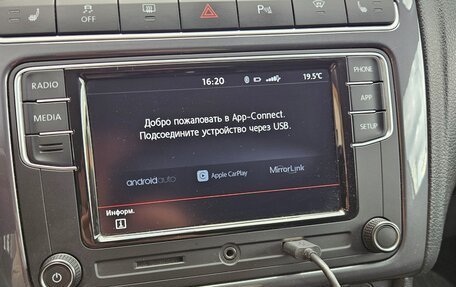 OFF
16:20
19.5°C
RADIO
MEDIA
PHONE
APP
SETUP
Добро пожаловать в App-Connect.
Подсоедините устройство через USB.
androidauto
Apple CarPlay
MirrorLink
Информ.